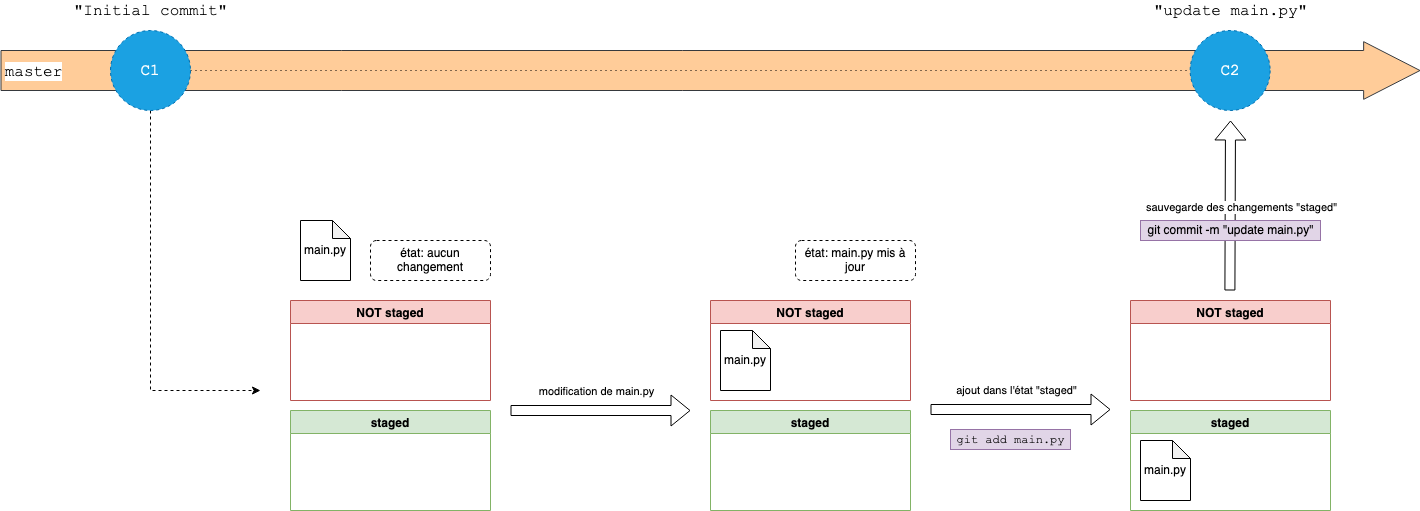 "Initial commit"
"update main.py"
master
C1
C2
sauvegarde des changements "staged"
git commit -m "update main.py"
main.py
état: aucun
changement
état: main.py mis à
jour
NOT staged
NOT staged
NOT staged
main.py
modification de main.py
ajout dans l'état "staged"
git add main.py
staged
staged
staged
main.py